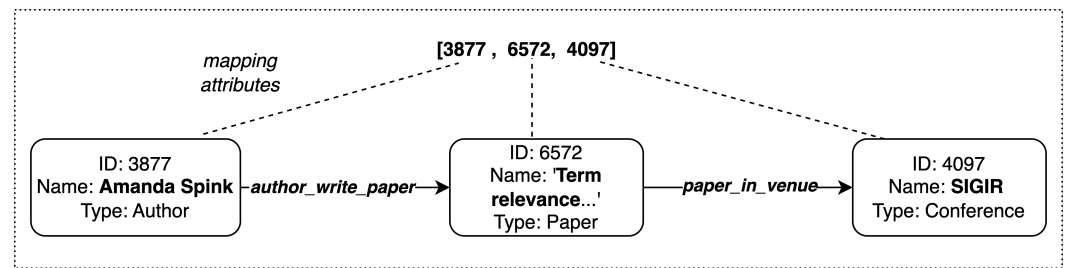 [3877 , 6572, 4097]
mapping
attributes
ID: 3877
Name: Amanda Spink
Type: Author
author_write_paper
ID: 6572
Name: 'Term
relevance...'
Type: Paper
paper_in_venue
ID: 4097
Name: SIGIR
Type: Conference